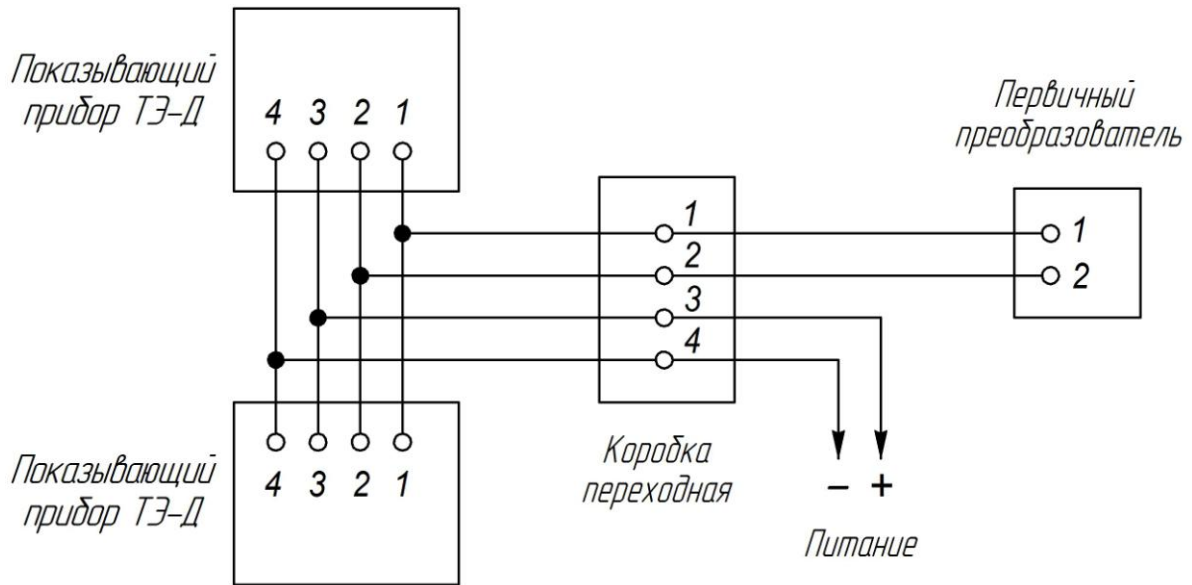 Показывающий
прибор ТЭ-Д
4 3 2 1
Первичный
преобразователь
1
2
3
4
1
2
Показывающий
прибор ТЭ-Д
4 3 2 1
Коробка
переходная
– +
Питание